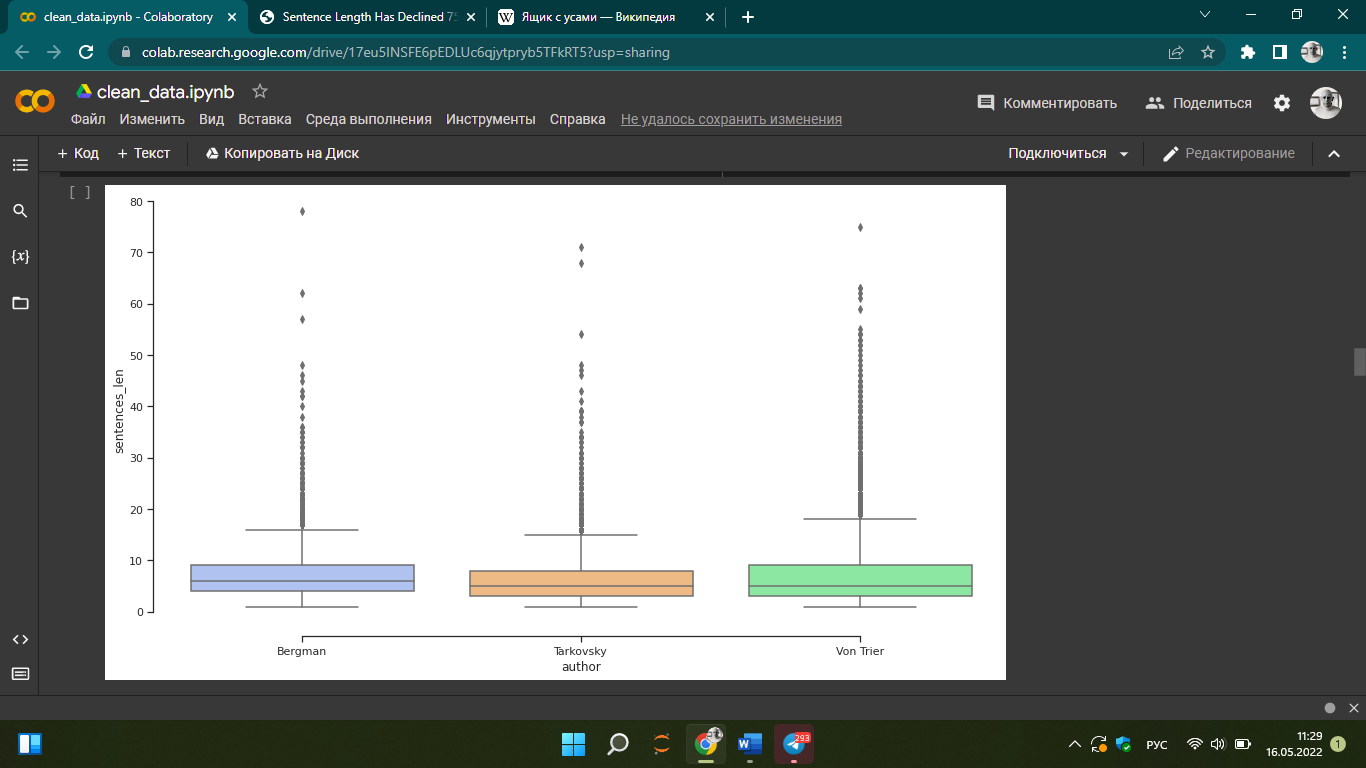 clean_data.ipynb - Colaboratory
Sentence Length Has Declined 75
Ящик с усами — Википедия
colab.research.google.com/drive/17eu5INSFE6pEDLUc6qjytpryb5TFkRT5?usp=sharing
clean_data.ipynb
Комментировать
Поделиться
Файл Изменить Вид Вставка Среда выполнения Инструменты Справка Не удалось сохранить изменения
+ Код + Текст Копировать на Диск
Подключиться
Редактирование
[ ]
{x}
80
70
60
50
40
30
20
10
0
sentences_len
Bergman Tarkovsky Von Trier
author
293
РУС
11:29
16.05.2022
1